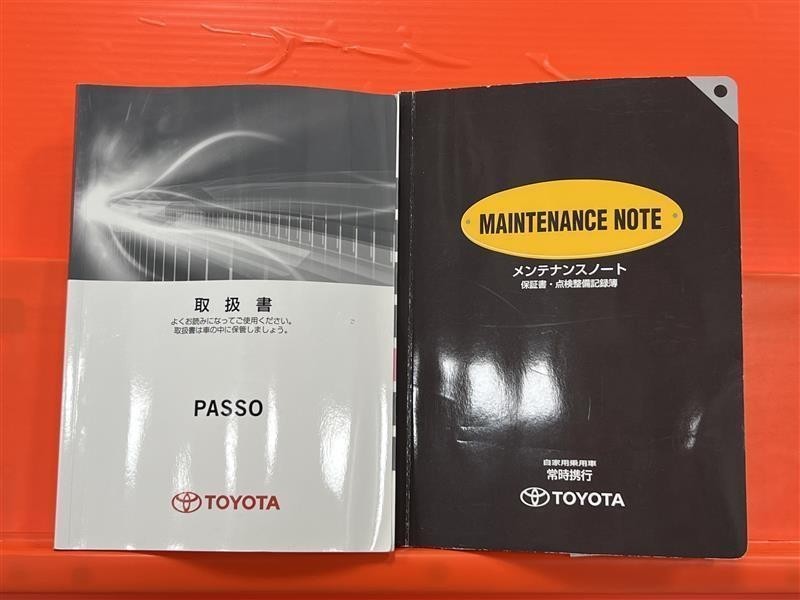 取扱書
よくお読みになってご使用ください。
取扱書は車の中に保管しましょう。
PASSO
TOYOTA
MAINTENANCE NOTE
メンテナンスノート
保証書・点検整備記録簿
自家用乗用車
常時携行
TOYOTA